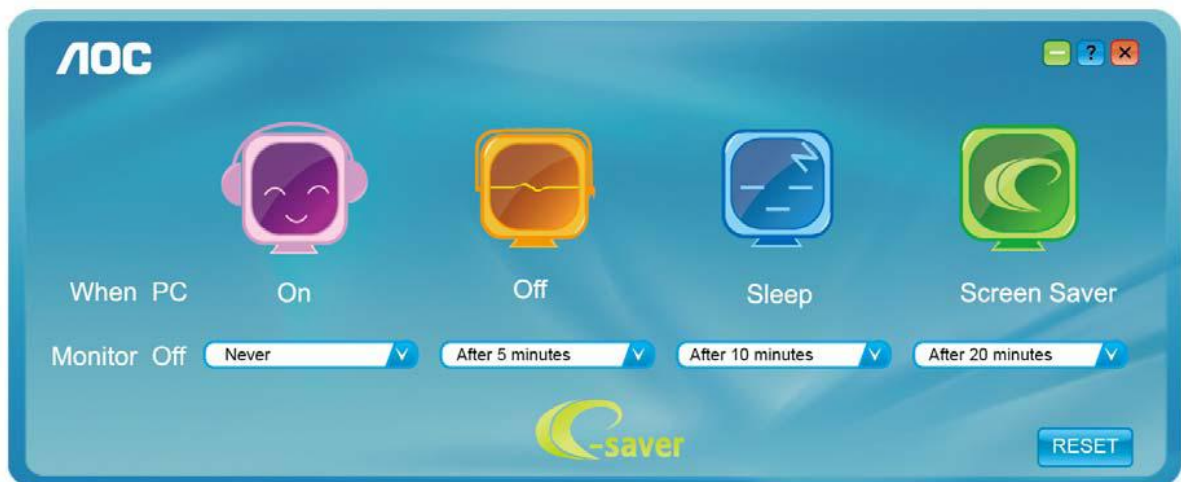 AOC
?
When PC On Off Sleep Screen Saver
Monitor Off Never After 5 minutes After 10 minutes After 20 minutes
e-saver
RESET